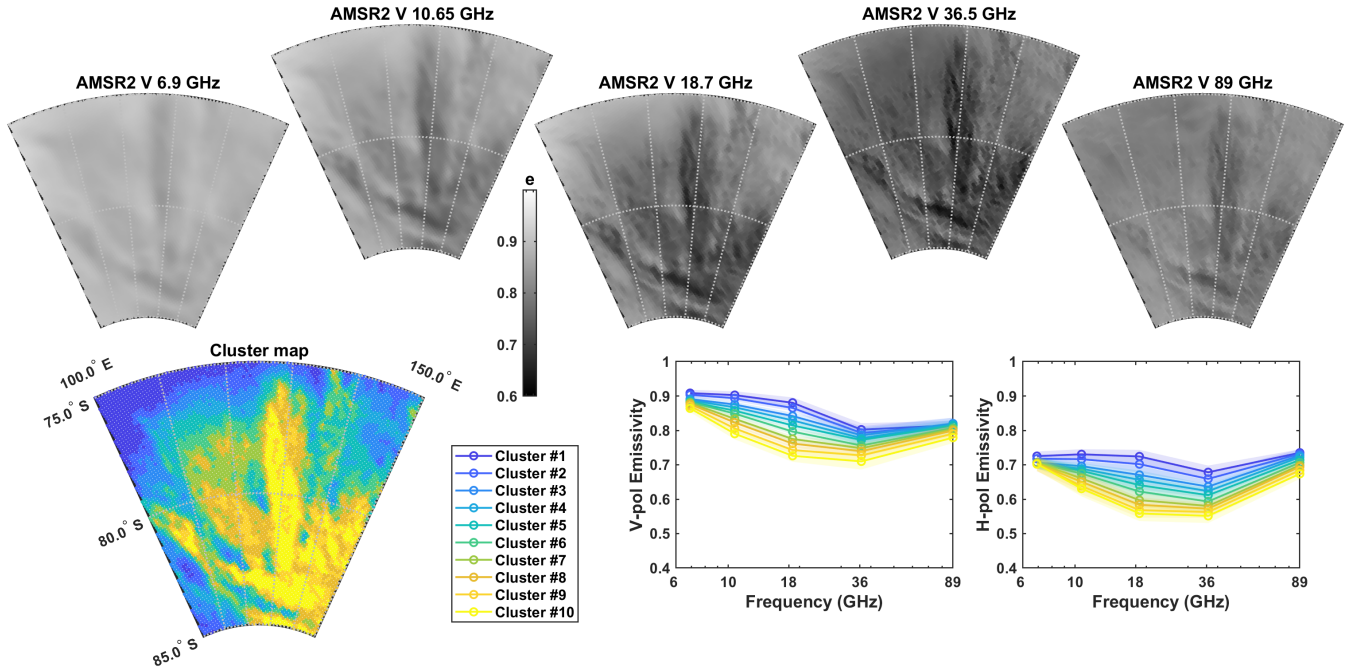 AMSR2 V 10.65 GHz
AMSR2 V 36.5 GHz
AMSR2 V 6.9 GHz
AMSR2 V 18.7 GHz
AMSR2 V 89 GHz
e
0.9
0.8
0.7
0.6
Cluster map
100.0° E
150.0° E
75.0° S
80.0° S
85.0° S
Cluster #1
Cluster #2
Cluster #3
Cluster #4
Cluster #5
Cluster #6
Cluster #7
Cluster #8
Cluster #9
Cluster #10
V-pol Emissivity
1
0.9
0.8
0.7
0.6
0.5
0.4
6 10 18 36 89
Frequency (GHz)
H-pol Emissivity
1
0.9
0.8
0.7
0.6
0.5
0.4
6 10 18 36 89
Frequency (GHz)